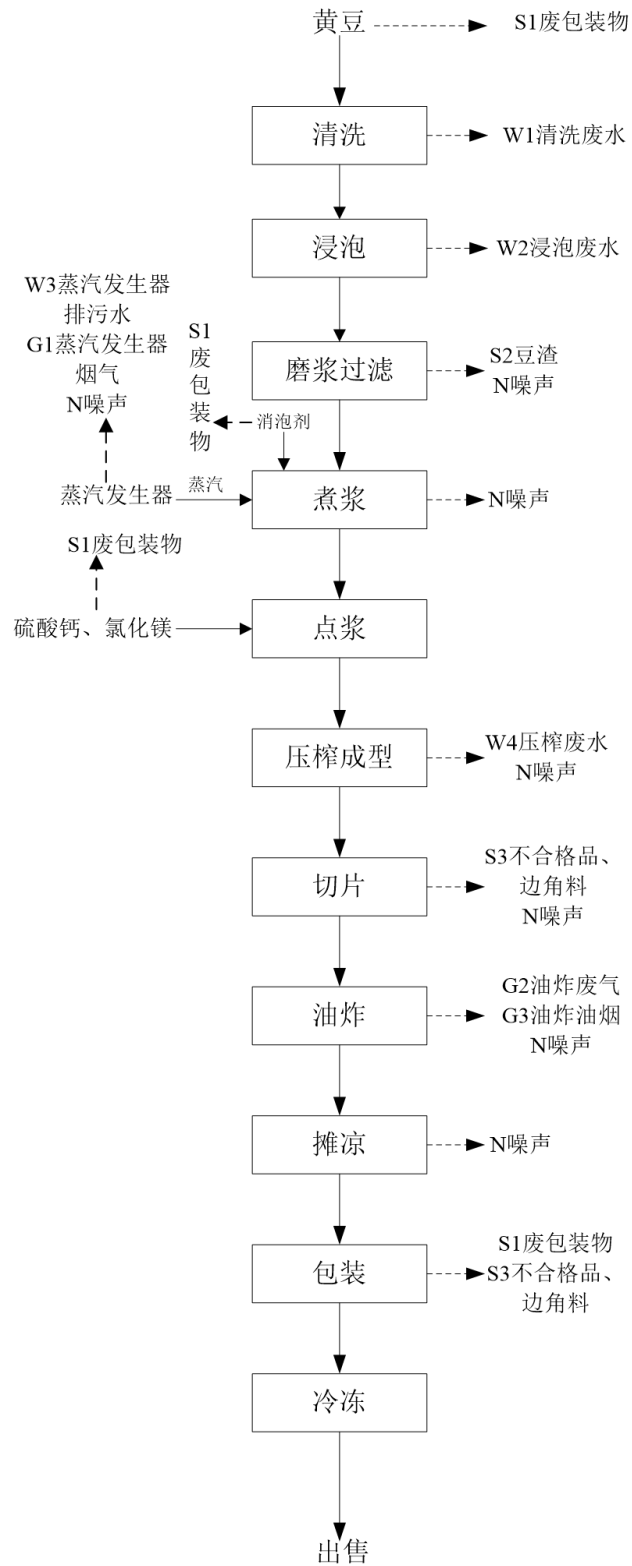 黄豆
S1废包装物
清洗
W1清洗废水
浸泡
W2浸泡废水
W3蒸汽发生器
排污水
G1蒸汽发生器
烟气
N噪声
S1
废
包
装
物
磨浆过滤
S2豆渣
N噪声
消泡剂
蒸汽发生器
蒸汽
煮浆
N噪声
S1废包装物
硫酸钙、氯化镁
点浆
压榨成型
W4压榨废水
N噪声
切片
S3不合格品、
边角料
N噪声
油炸
G2油炸废气
G3油炸油烟
N噪声
摊凉
N噪声
包装
S1废包装物
S3不合格品、
边角料
冷冻
出售